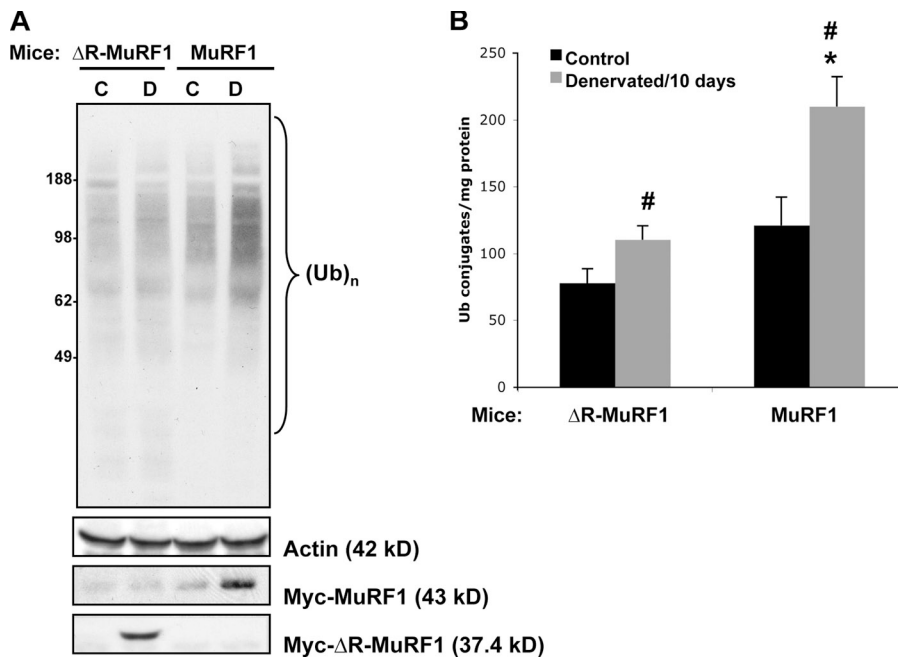 A
Mice: ΔR-MuRF1 MuRF1
C D C D
188-
98-
62-
49-
(Ub)n
Actin (42 kD)
Myc-MuRF1 (43 kD)
Myc-ΔR-MuRF1 (37.4 kD)
B
Control
Denervated/10 days
#
*
#
Ub conjugates/mg protein
250
200
150
100
50
0
Mice: ΔR-MuRF1 MuRF1